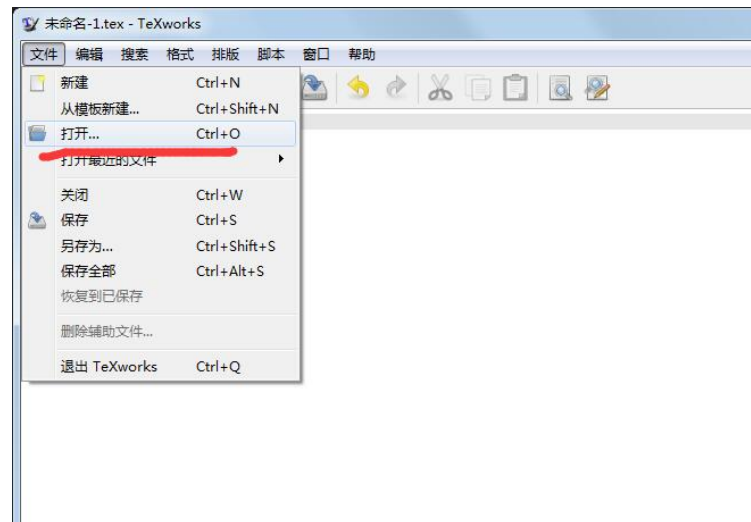 未命名-1.tex - TeXworks
文件 编辑 搜索 格式 排版 脚本 窗口 帮助
新建 Ctrl+N
从模板新建... Ctrl+Shift+N
打开... Ctrl+O
打开最近的文件
关闭 Ctrl+W
保存 Ctrl+S
另存为... Ctrl+Shift+S
保存全部 Ctrl+Alt+S
恢复到已保存
删除辅助文件...
退出 TeXworks Ctrl+Q